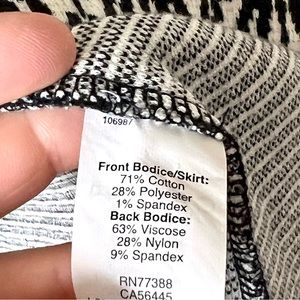 106987
Front Bodice/Skirt:
71% Cotton
28% Polyester
1% Spandex
Back Bodice:
63% Viscose
28% Nylon
9% Spandex
RN77388
CA56445